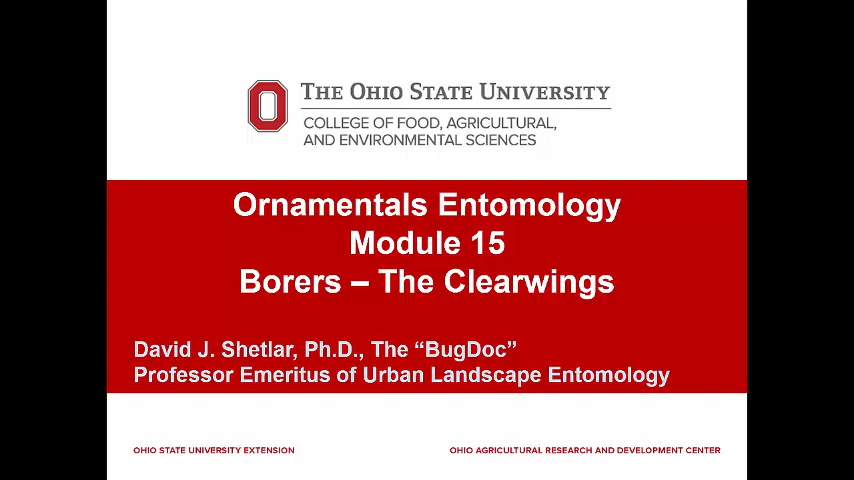 THE OHIO STATE UNIVERSITY
COLLEGE OF FOOD, AGRICULTURAL,
AND ENVIRONMENTAL SCIENCES
Ornamentals Entomology
Module 15
Borers – The Clearwings
David J. Shetlar, Ph.D., The “BugDoc”
Professor Emeritus of Urban Landscape Entomology
OHIO STATE UNIVERSITY EXTENSION
OHIO AGRICULTURAL RESEARCH AND DEVELOPMENT CENTER